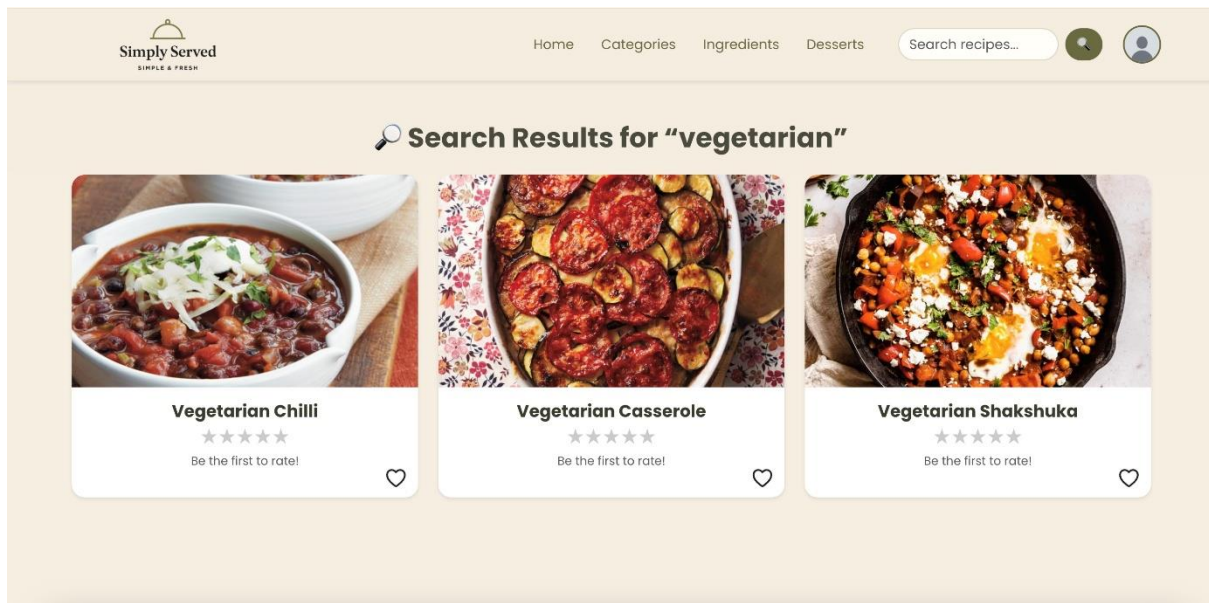 Simply Served
SIMPLE & FRESH
Home Categories Ingredients Desserts Search recipes...
Search Results for “vegetarian”
Vegetarian Chilli Vegetarian Casserole Vegetarian Shakshuka
Be the first to rate! Be the first to rate! Be the first to rate!